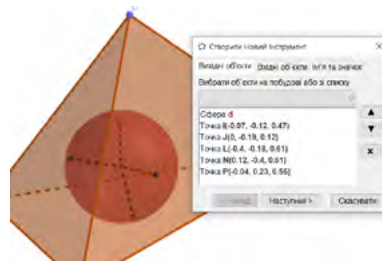 Створити Новий Інструмент
Вихідні об'єкти Вхідні об'єкти Ім'я та значок
Вибрати об'єкти на побудові або зі списку
Сфера d
Точка I(-0.07, -0.12, 0.47)
Точка J(0, -0.19, 0.12)
Точка L(-0.4, -0.18, 0.61)
Точка N(0.12, -0.4, 0.61)
Точка P(-0.04, 0.23, 0.55)
Наступний > Скасувати